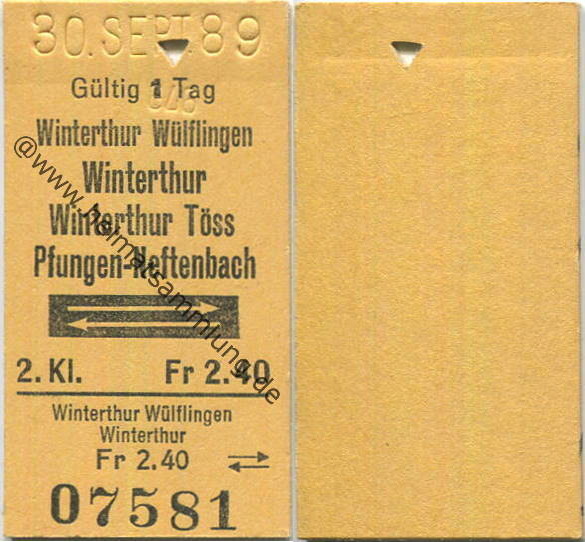 30. SEPT. 89
Gültig 1 Tag
Winterthur Wülflingen
Winterthur
Winterthur Töss
Pfungen-Neftenbach
2. Kl. Fr 2.40
Winterthur Wülflingen
Winterthur
Fr 2.40
07581
@www.heimatsammlung.de